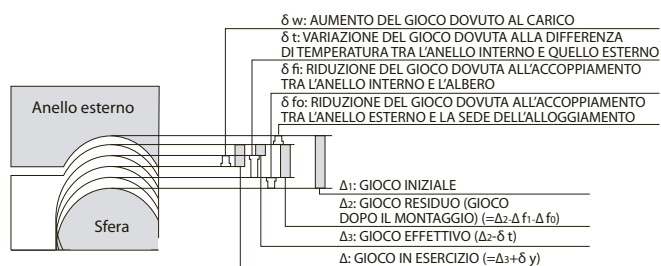 δ w: AUMENTO DEL GIOCO DOVUTO AL CARICO
δ t: VARIAZIONE DEL GIOCO DOVUTA ALLA DIFFERENZA
DI TEMPERATURA TRA L'ANELLO INTERNO E QUELLO ESTERNO
δ fi: RIDUZIONE DEL GIOCO DOVUTA ALL'ACCOPPIAMENTO
TRA L'ANELLO INTERNO E L'ALBERO
δ fo: RIDUZIONE DEL GIOCO DOVUTA ALL'ACCOPPIAMENTO
TRA L'ANELLO ESTERNO E LA SEDE DELL'ALLOGGIAMENTO
Anello esterno
Sfera
Δ1: GIOCO INIZIALE
Δ2: GIOCO RESIDUO (GIOCO
DOPO IL MONTAGGIO) (=Δ2-Δ f1-Δ f0)
Δ3: GIOCO EFFETTIVO (Δ2-δ t)
Δ: GIOCO IN ESERCIZIO (=Δ3+δ y)